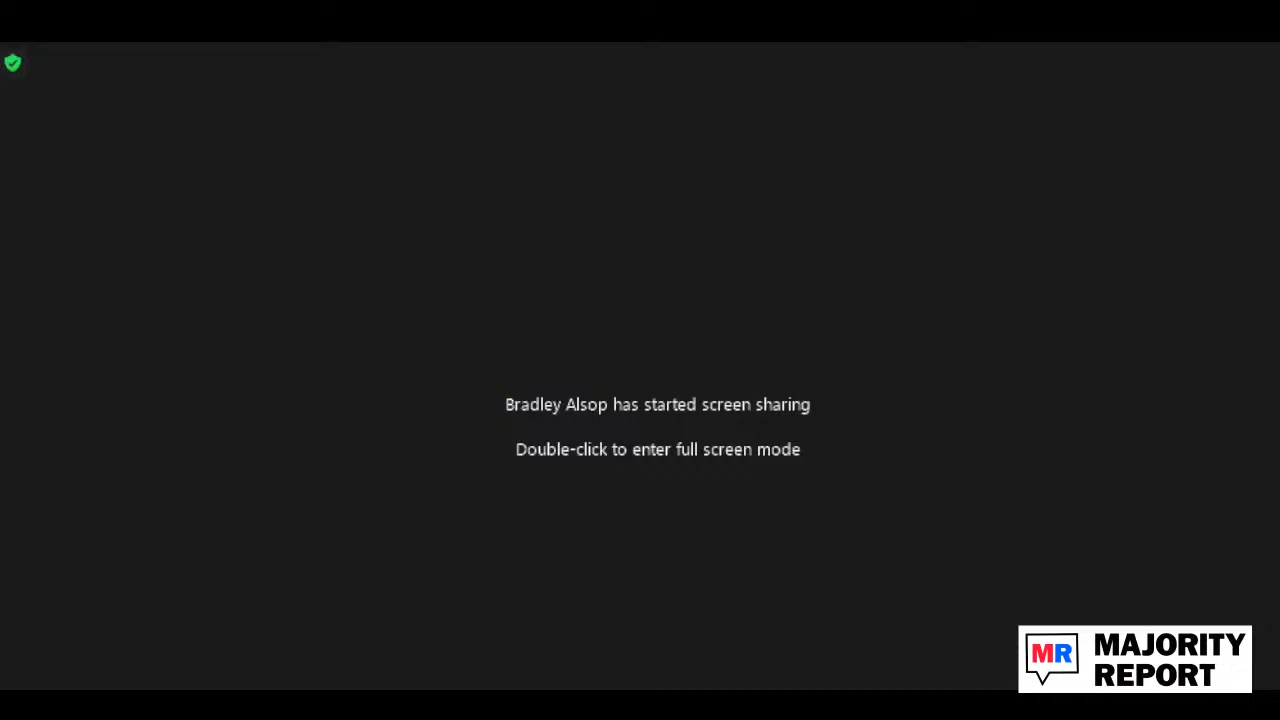 Bradley Alsop has started screen sharing
Double-click to enter full screen mode
MR MAJORITY
REPORT